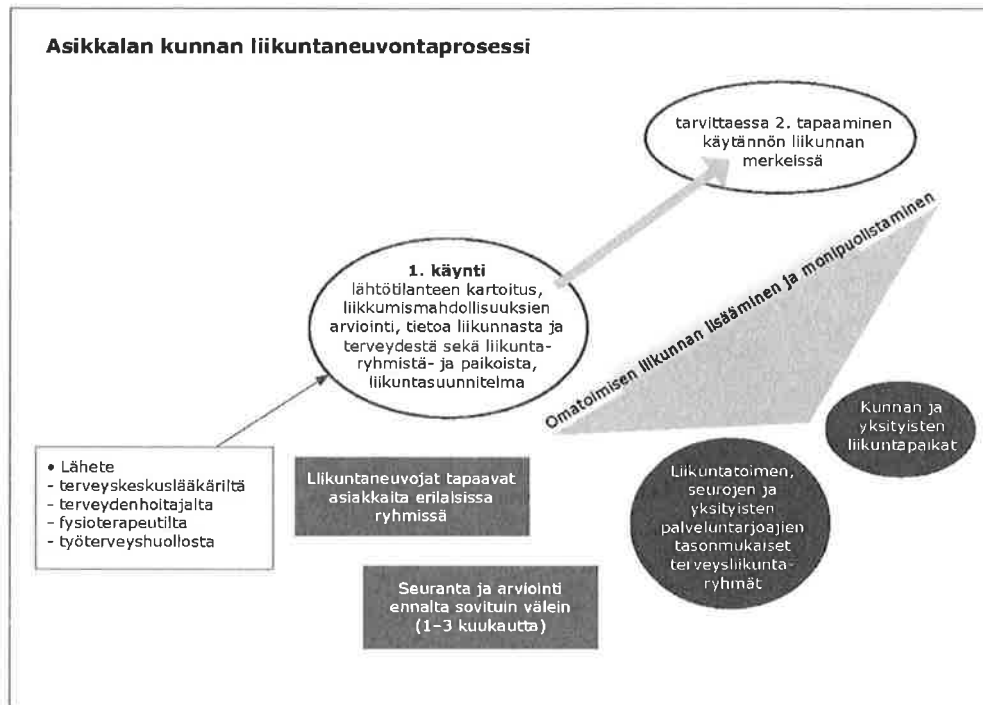 Asikkalan kunnan liikuntaneuvontaprosessi
tarvittaessa 2. tapaaminen
käytännön liikunnan
merkeissä
1. käynti
lähtötilanteen kartoitus,
liikkumismahdollisuuksien
arviointi, tietoa liikunnasta ja
terveydestä sekä liikunta-
ryhmistä- ja paikoista,
liikuntasuunnitelma
Omatoimisen liikunnan lisääminen ja monipuolistaminen
• Lähete
- terveyskeskuslääkäriltä
- terveydenhoitajalta
- fysioterapeutilta
- työterveyshuollosta
Liikuntaneuvojat tapaavat
asiakkaita erilaisissa
ryhmissä
Seuranta ja arviointi
ennalta sovituin välein
(1–3 kuukautta)
Liikuntatoimen,
seurojen ja
yksityisten
palveluntarjoajien
tasonmukaiset
terveysliikunta-
ryhmät
Kunnan ja
yksityisten
liikuntapaikat